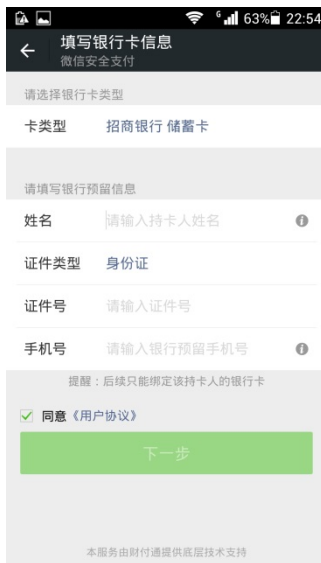 63% 22:54
填写银行卡信息
微信安全支付
请选择银行卡类型
卡类型 招商银行 储蓄卡
请填写银行预留信息
姓名 请输入持卡人姓名
证件类型 身份证
证件号 请输入证件号
手机号 请输入银行预留手机号
提醒：后续只能绑定该持卡人的银行卡
同意《用户协议》
下一步
本服务由财付通提供底层技术支持